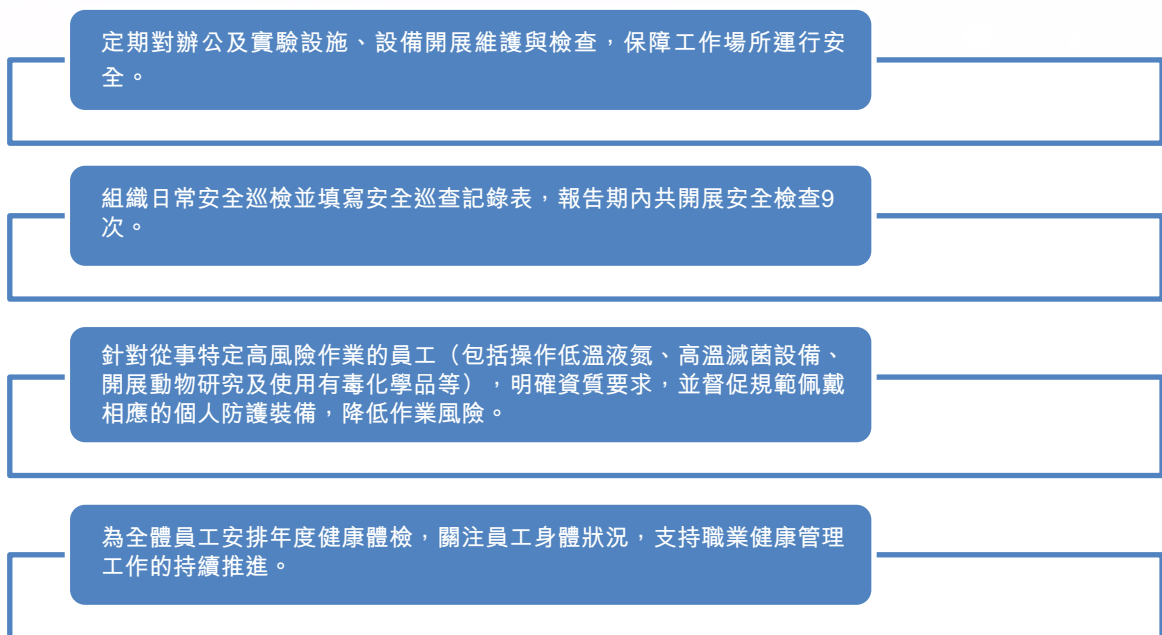 定期對辦公及實驗設施、設備開展維護與檢查，保障工作場所運行安
全。
組織日常安全巡檢並填寫安全巡查記錄表，報告期內共開展安全檢查9
次。
針對從事特定高風險作業的員工（包括操作低溫液氮、高溫滅菌設備、
開展動物研究及使用有毒化學品等），明確資質要求，並督促規範佩戴
相應的個人防護裝備，降低作業風險。
為全體員工安排年度健康體檢，關注員工身體狀況，支持職業健康管理
工作的持續推進。